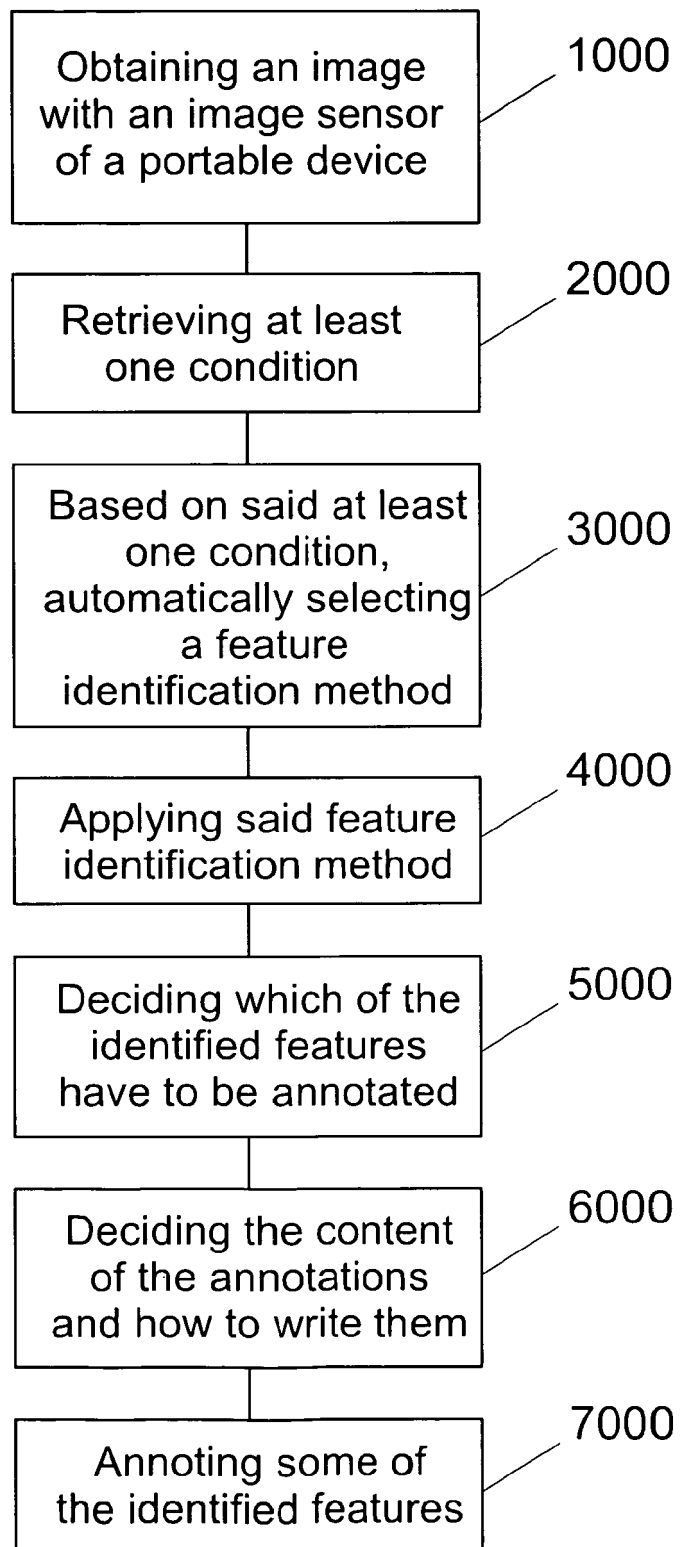 Obtaining an image
with an image sensor
of a portable device
1000
Retrieving at least
one condition
2000
Based on said at least
one condition,
automatically selecting
a feature
identification method
3000
Applying said feature
identification method
4000
Deciding which of the
identified features
have to be annotated
5000
Deciding the content
of the annotations
and how to write them
6000
Annoting some of
the identified features
7000